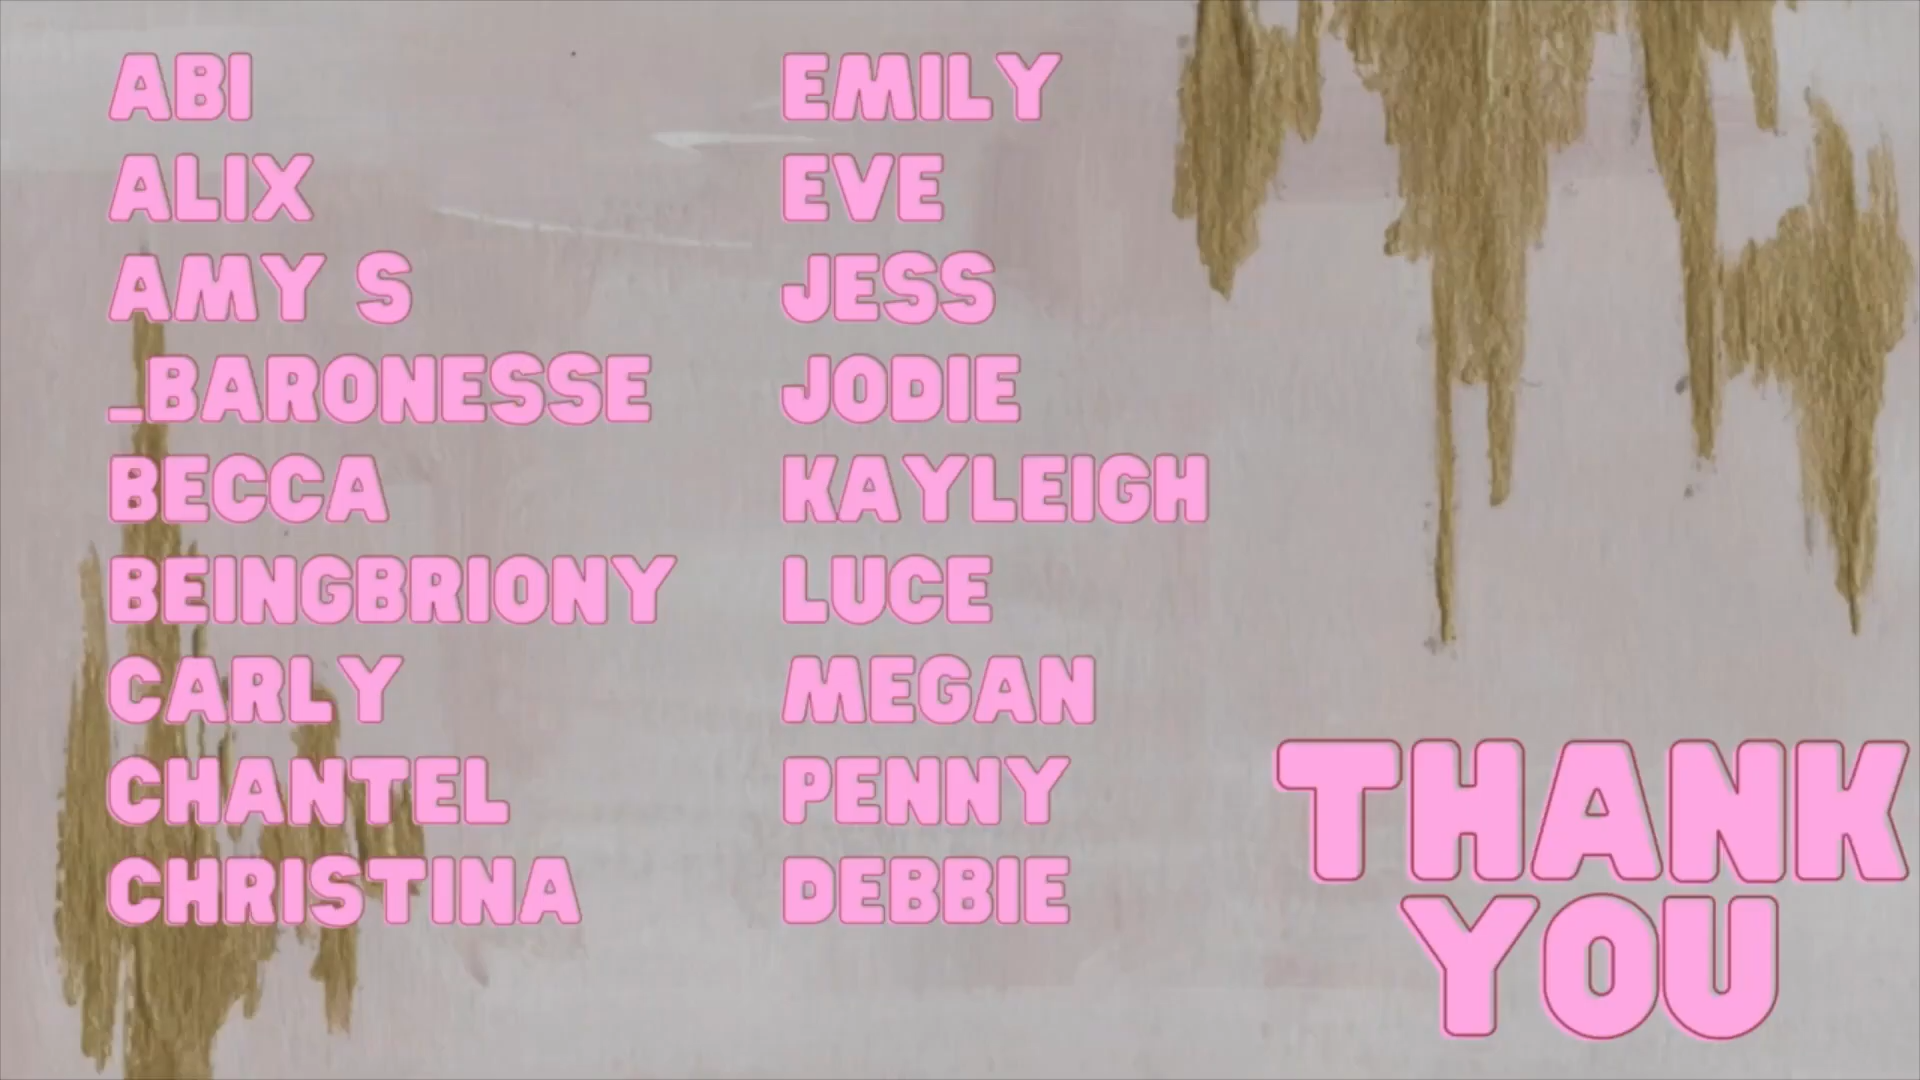 ABI
ALIX
AMY S
_BARONESSE
BECCA
BEINGBRIONY
CARLY
CHANTEL
CHRISTINA
EMILY
EVE
JESS
JODIE
KAYLEIGH
LUCE
MEGAN
PENNY
DEBBIE
THANK
YOU